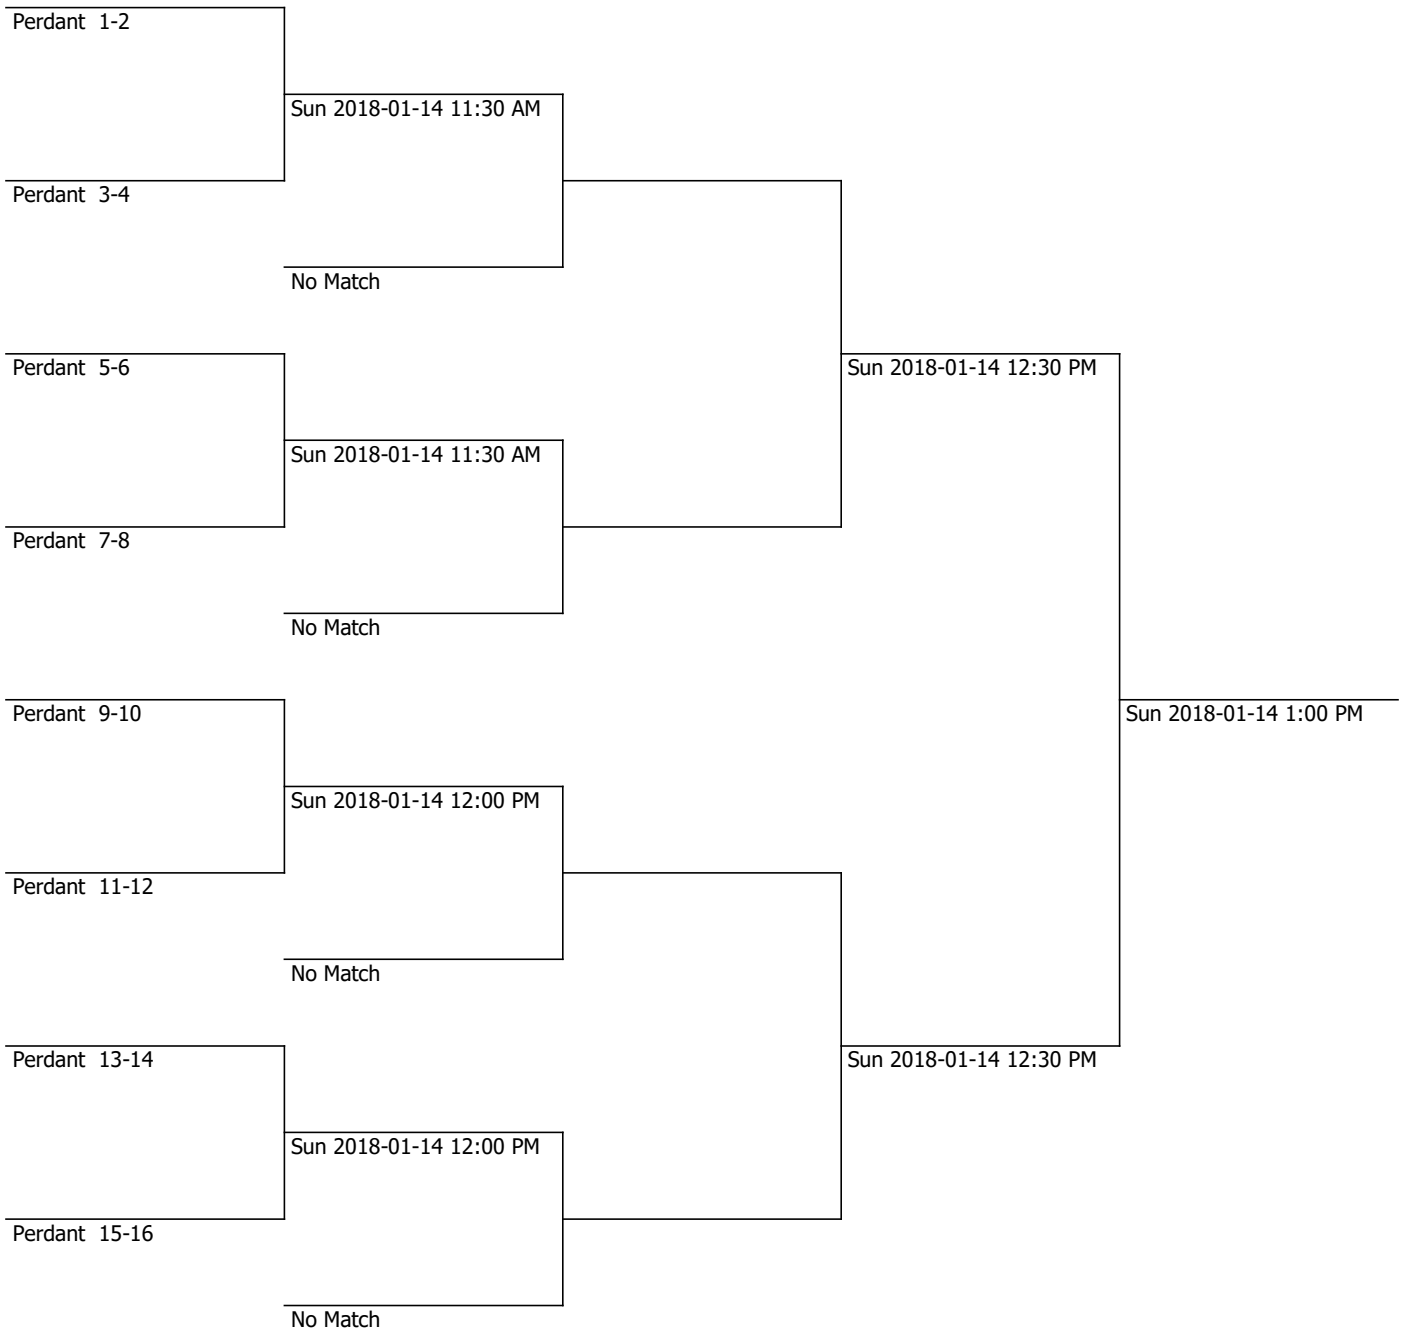 Perdant 1-2
Sun 2018-01-14 11:30 AM
Perdant 3-4
No Match
Perdant 5-6
Sun 2018-01-14 12:30 PM
Sun 2018-01-14 11:30 AM
Perdant 7-8
No Match
Perdant 9-10
Sun 2018-01-14 1:00 PM
Sun 2018-01-14 12:00 PM
Perdant 11-12
No Match
Perdant 13-14
Sun 2018-01-14 12:30 PM
Sun 2018-01-14 12:00 PM
Perdant 15-16
No Match